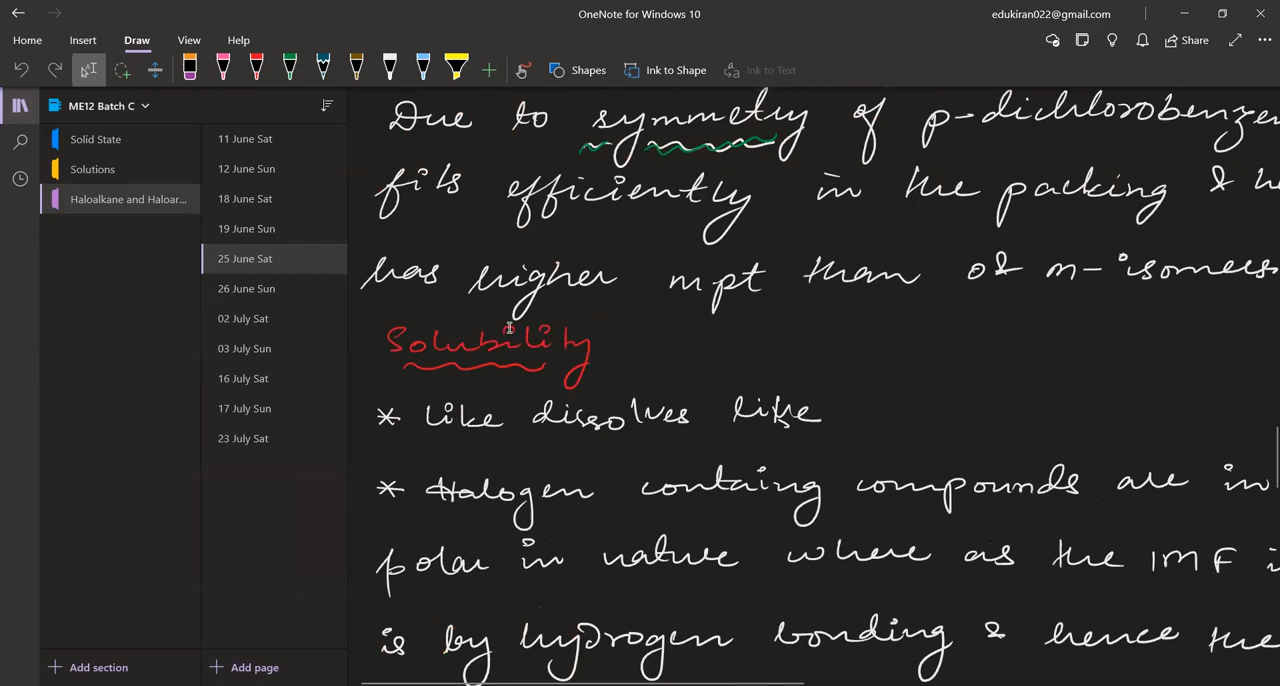 OneNote for Windows 10
edukiran022@gmail.com
Home Insert Draw View Help
Share
Shapes
Ink to Shape
Ink to Text
ME12 Batch C
Solid State
Solutions
Haloalkane and Haloar...
11 June Sat
12 June Sun
18 June Sat
19 June Sun
25 June Sat
26 June Sun
02 July Sat
03 July Sun
16 July Sat
17 July Sun
23 July Sat
Add section
Add page
Due to symmetry of p-dichlorobenzen
fits efficiently in the packing & he
has higher mpt than o & m-isomers
Solubility
* Like dissolves like
* Halogen containg compounds are in
polar in nature where as the IMF i
is by hydrogen bonding & hence the